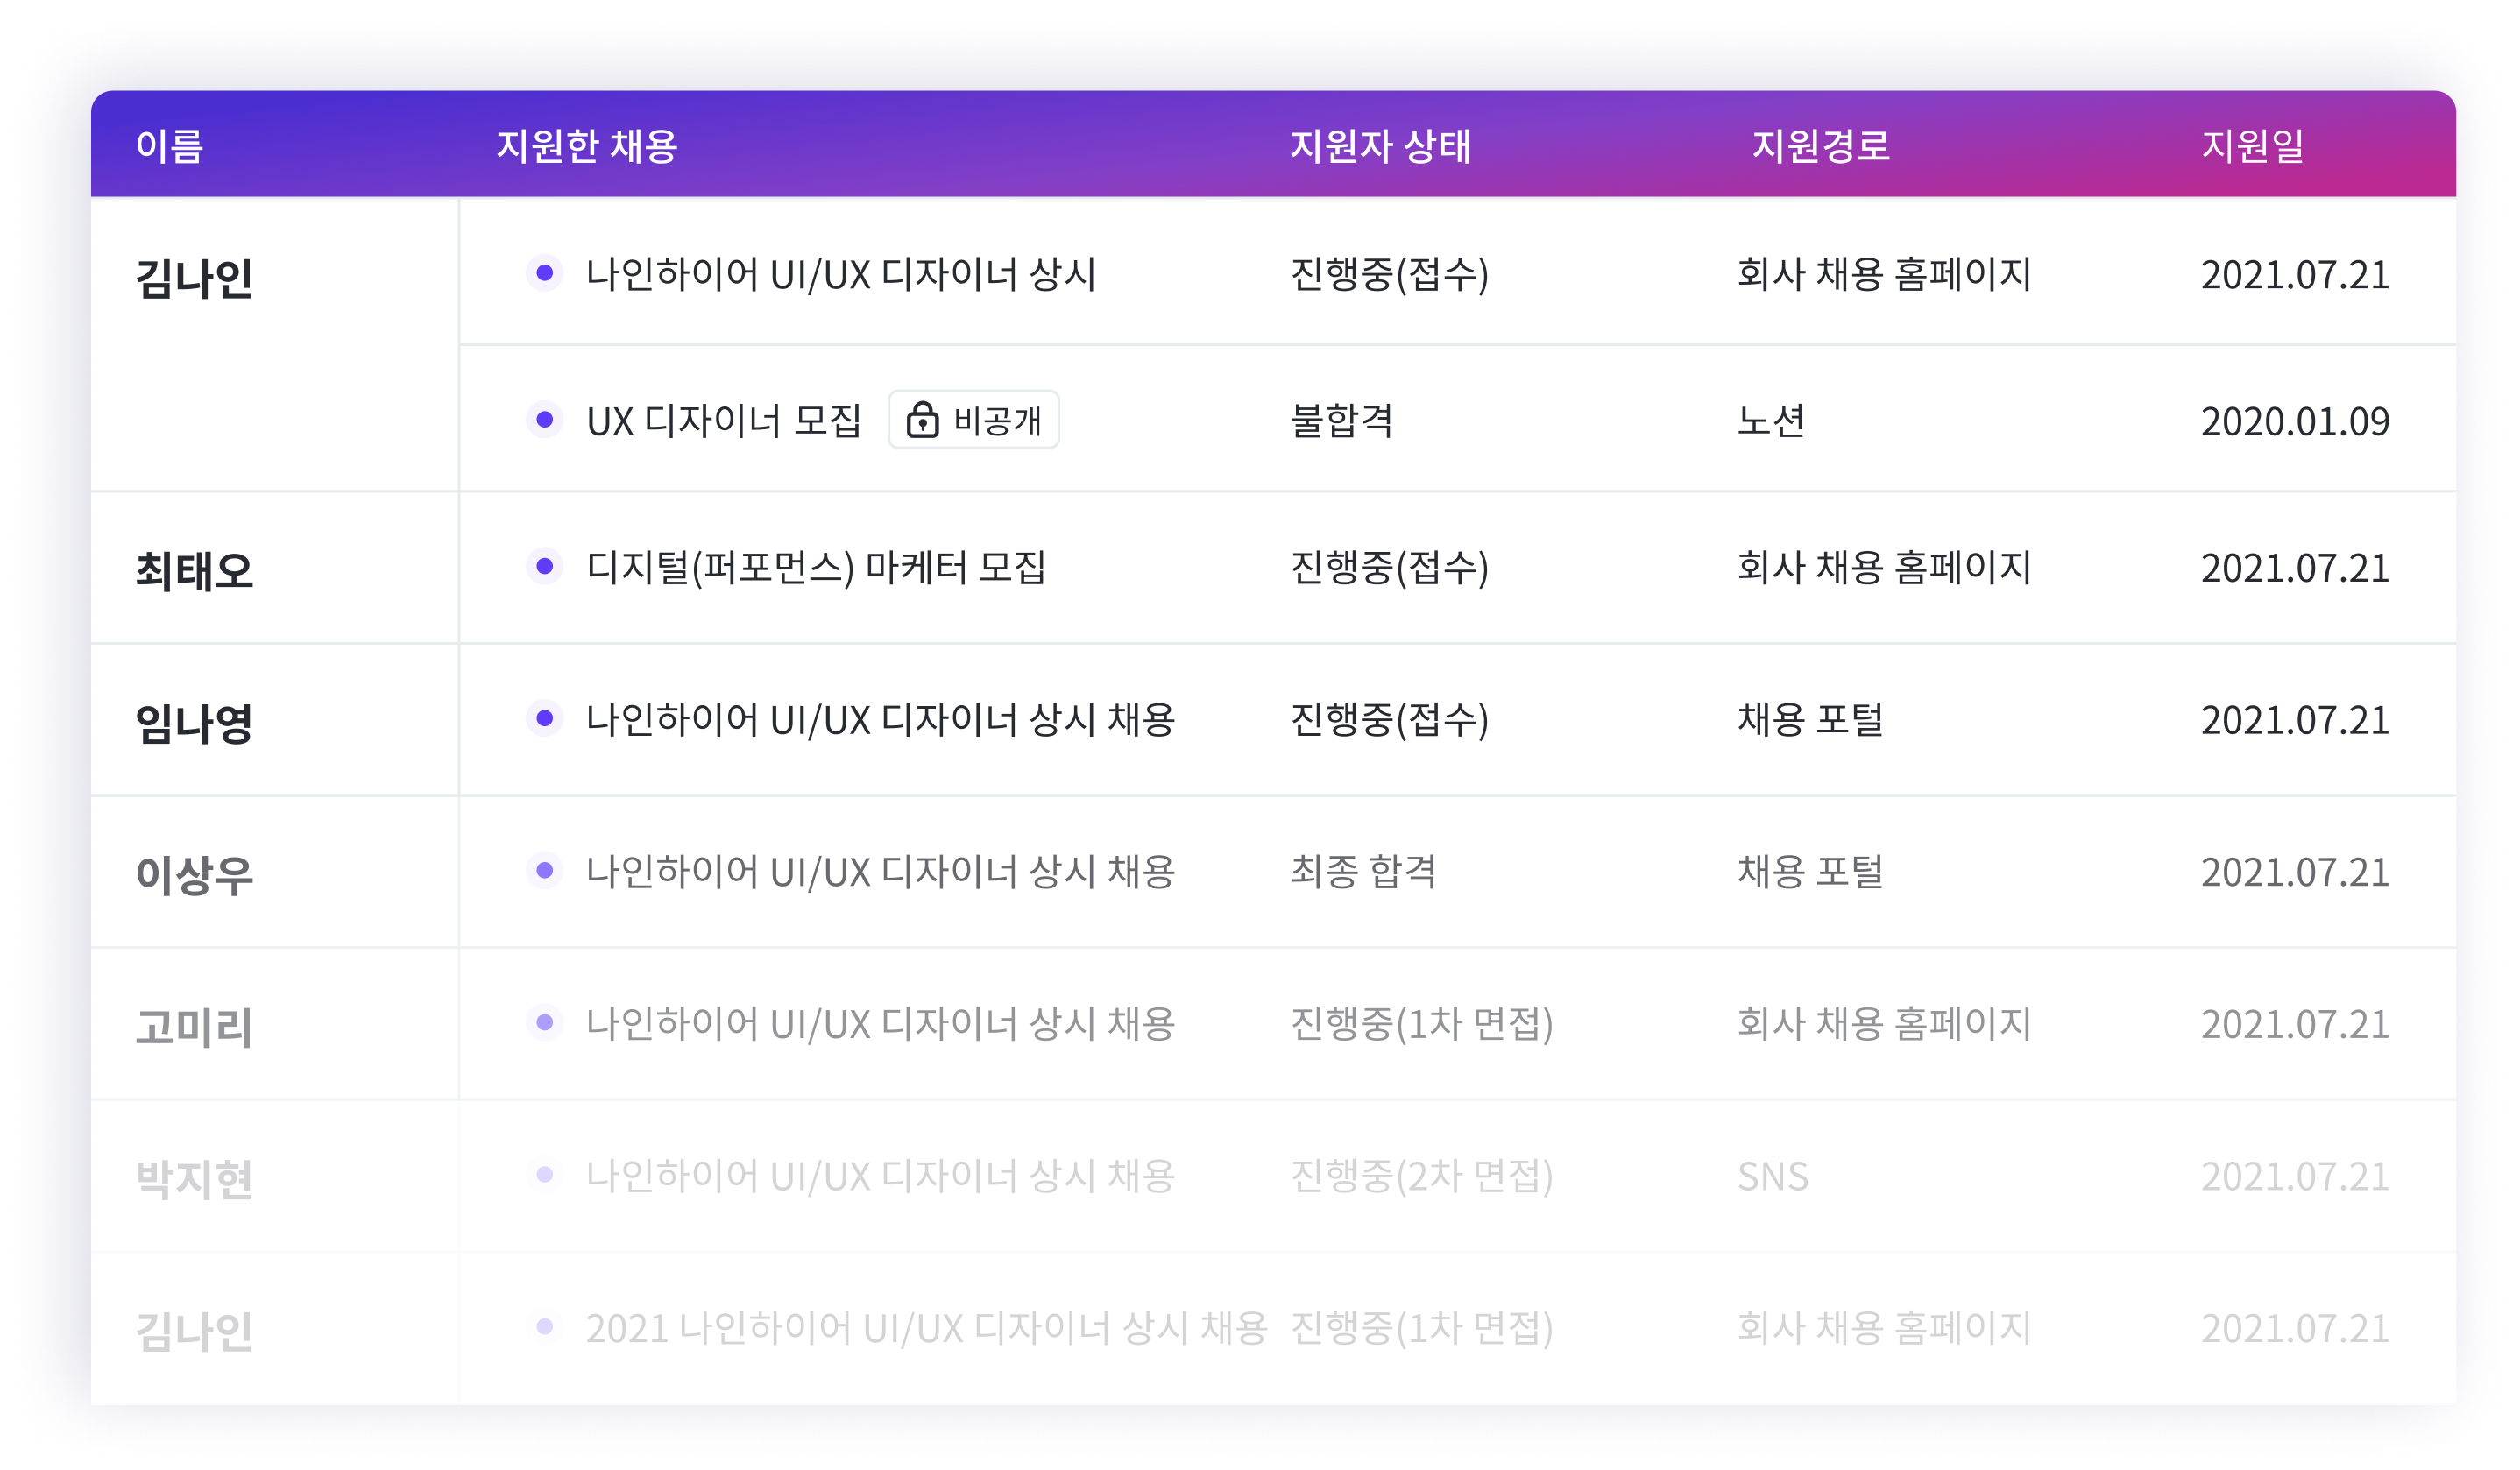 이름 지원한 채용 지원자 상태 지원경로 지원일
김나인 나인하이어 UI/UX 디자이너 상시 진행중(접수) 회사 채용 홈페이지 2021.07.21
UX 디자이너 모집 비공개 불합격 노션 2020.01.09
최태오 디지털(퍼포먼스) 마케터 모집 진행중(접수) 회사 채용 홈페이지 2021.07.21
임나영 나인하이어 UI/UX 디자이너 상시 채용 진행중(접수) 채용 포털 2021.07.21
이상우 나인하이어 UI/UX 디자이너 상시 채용 최종 합격 채용 포털 2021.07.21
고미리 나인하이어 UI/UX 디자이너 상시 채용 진행중(1차 면접) 회사 채용 홈페이지 2021.07.21
박지현 나인하이어 UI/UX 디자이너 상시 채용 진행중(2차 면접) SNS 2021.07.21
김나인 2021 나인하이어 UI/UX 디자이너 상시 채용 진행중(1차 면접) 회사 채용 홈페이지 2021.07.21